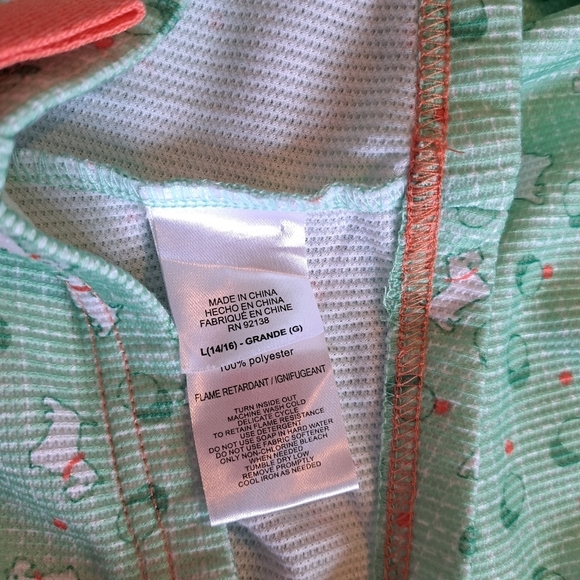 MADE IN CHINA
HECHO EN CHINA
FABRIQUÉ EN CHINE
RN 92138
L(14/16) - GRANDE (G)
100% polyester
FLAME RETARDANT / IGNIFUGEANT
TURN INSIDE OUT
MACHINE WASH COLD
DELICATE CYCLE
TO RETAIN FLAME RESISTANCE
USE DETERGENT
DO NOT USE SOAP IN HARD WATER
DO NOT USE FABRIC SOFTENER
ONLY NON-CHLORINE BLEACH
WHEN NEEDED
TUMBLE DRY LOW
REMOVE PROMPTLY
COOL IRON AS NEEDED